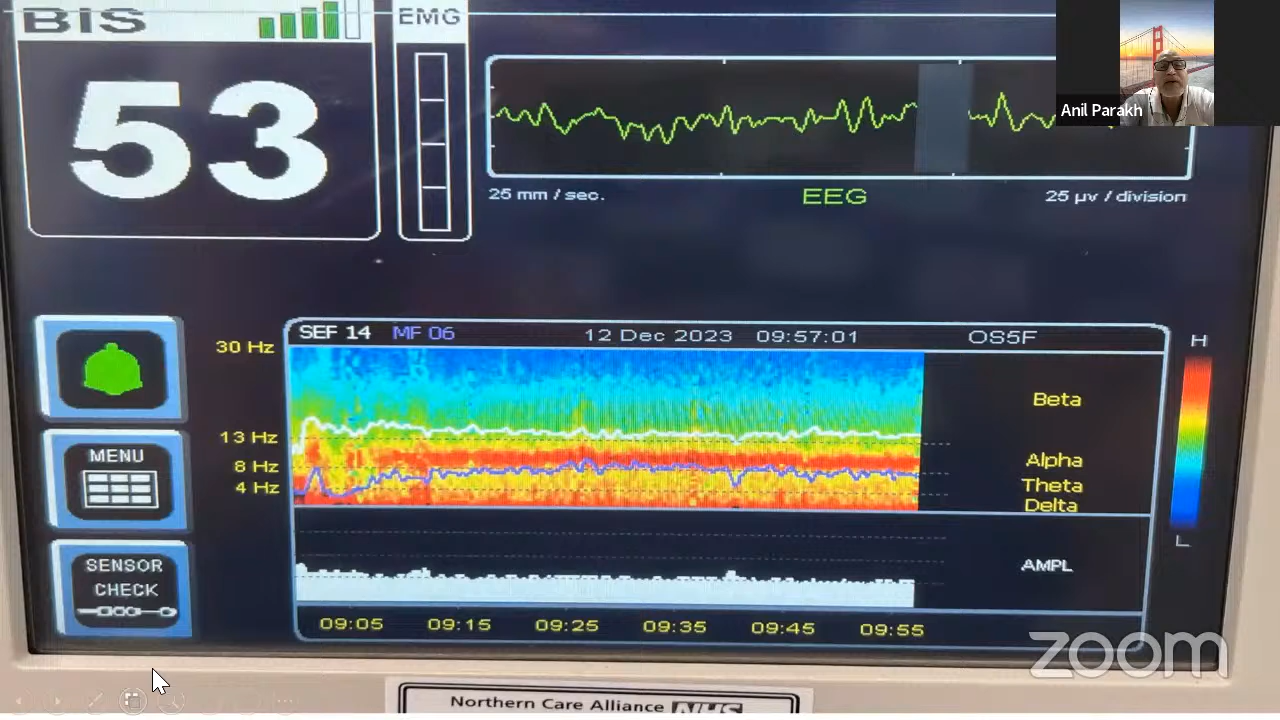 BIS
EMG
53
Anil Parakh
25 mm / sec.
EEG
25 µv / division
SEF 14
MF 06
12 Dec 2023
09:57:01
OS5F
30 Hz
H
Beta
13 Hz
MENU
Alpha
8 Hz
Theta
4 Hz
Delta
L
SENSOR
CHECK
AMPL
09:05
09:15
09:25
09:35
09:45
09:55
zoom
Northern Care Alliance
NHS